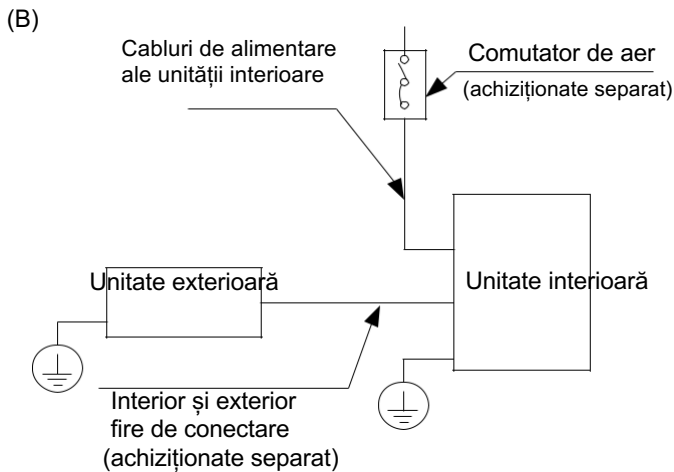 (B)
Cabluri de alimentare
ale unității interioare
Comutator de aer
(achiziționate separat)
Unitate exterioară
Unitate interioară
Interior și exterior
fire de conectare
(achiziționate separat)